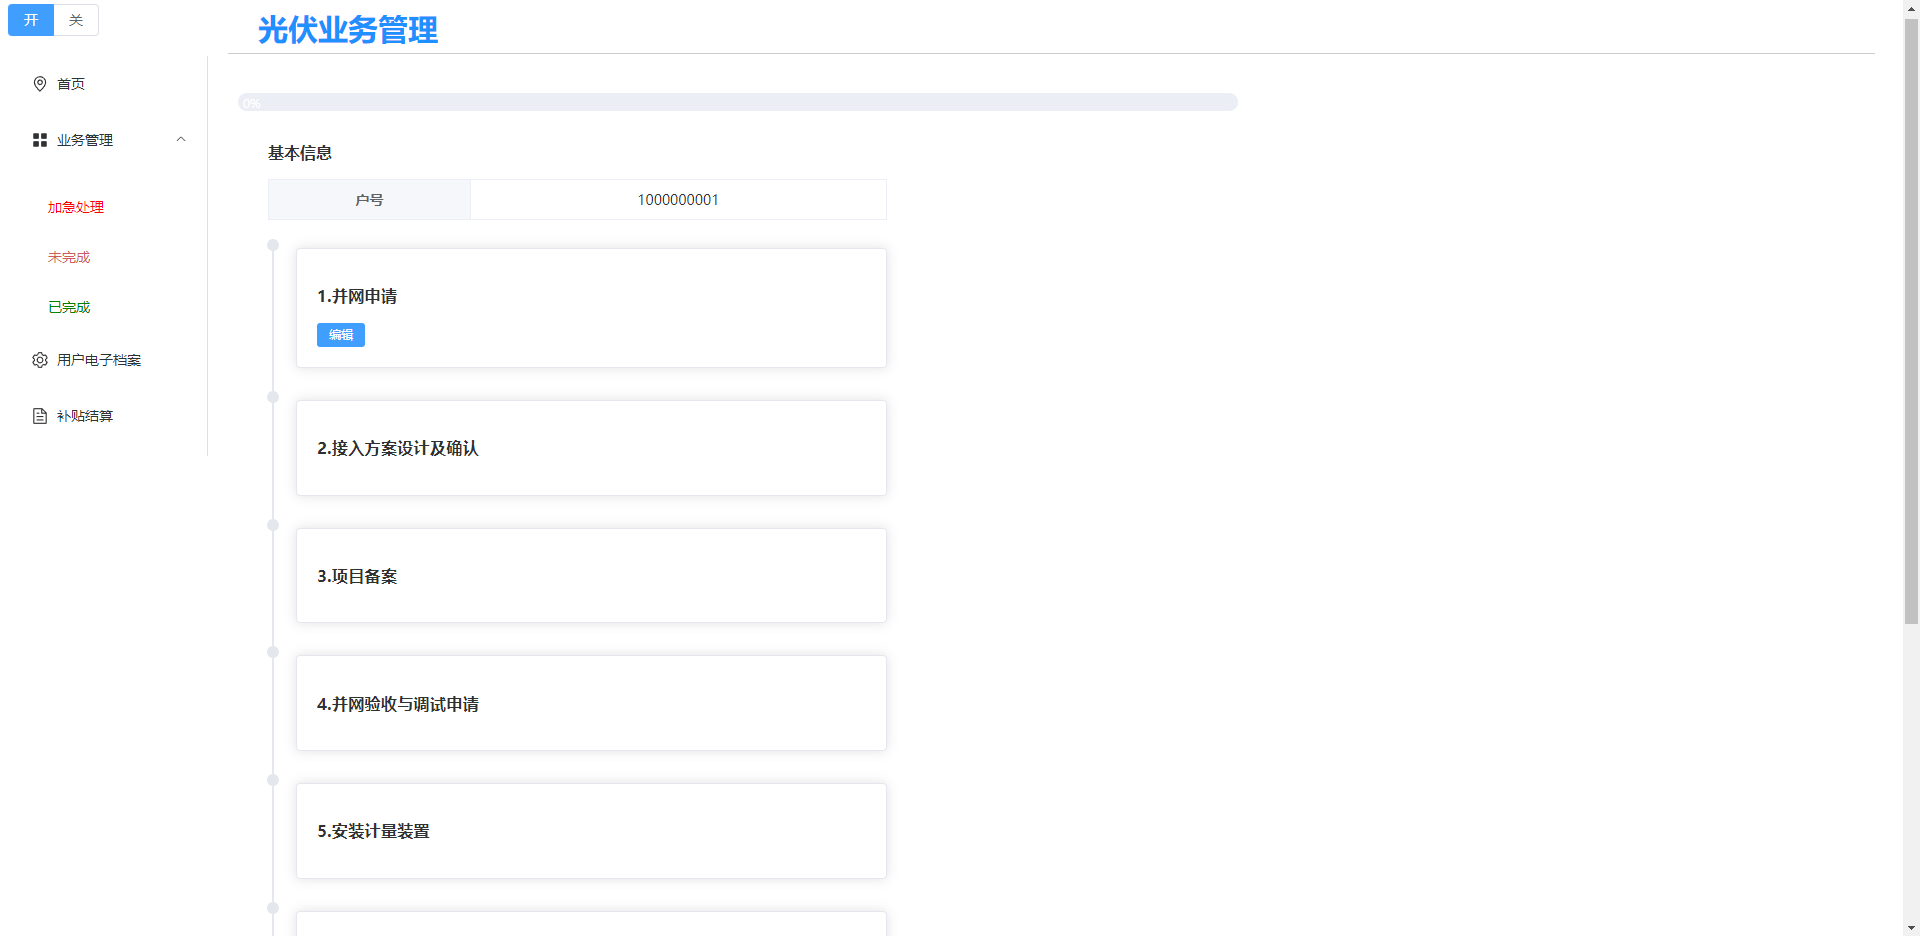 开 关
光伏业务管理
首页
业务管理
加急处理
未完成
已完成
用户电子档案
补贴结算
0%
基本信息
户号 1000000001
1.并网申请
编辑
2.接入方案设计及确认
3.项目备案
4.并网验收与调试申请
5.安装计量装置